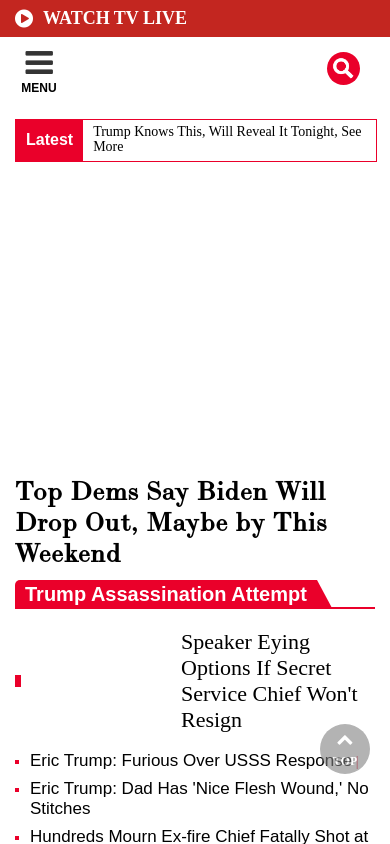 WATCH TV LIVE
MENU
Latest
Trump Knows This, Will Reveal It Tonight, See
More
Top Dems Say Biden Will
Drop Out, Maybe by This
Weekend
Trump Assassination Attempt
Speaker Eying
Options If Secret
Service Chief Won't
Resign
TOP
Eric Trump: Furious Over USSS Response|
Eric Trump: Dad Has 'Nice Flesh Wound,' No
Stitches
Hundreds Mourn Ex-fire Chief Fatally Shot at